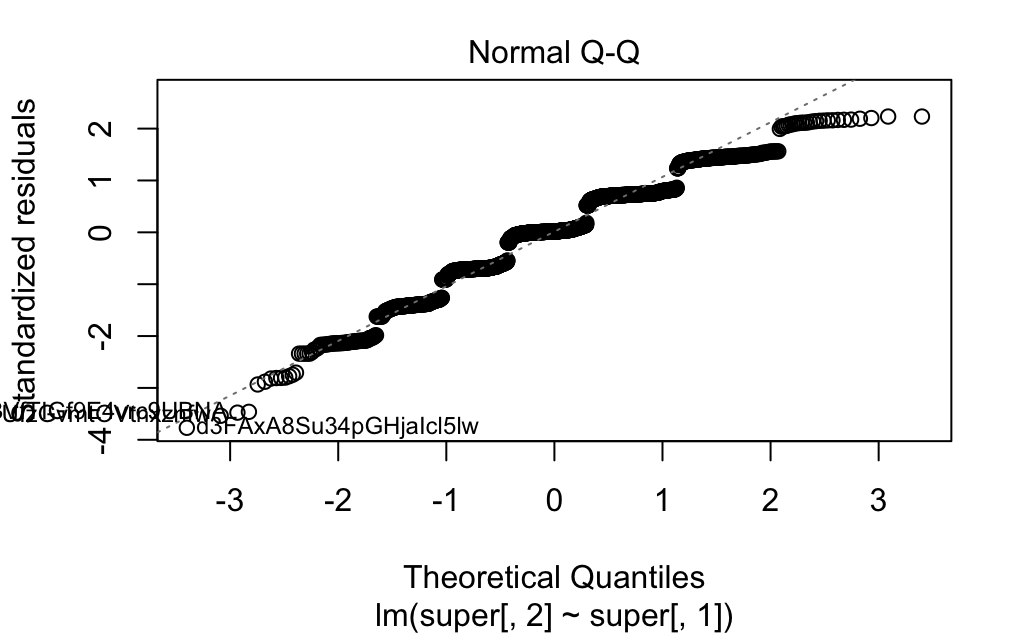 Normal Q-Q
2
1
0
-2
-4
Standardized residuals
d3FAxA8Su34pGHjaIcl5lw
-3 -2 -1 0 1 2 3
Theoretical Quantiles
lm(super[, 2] ~ super[, 1])